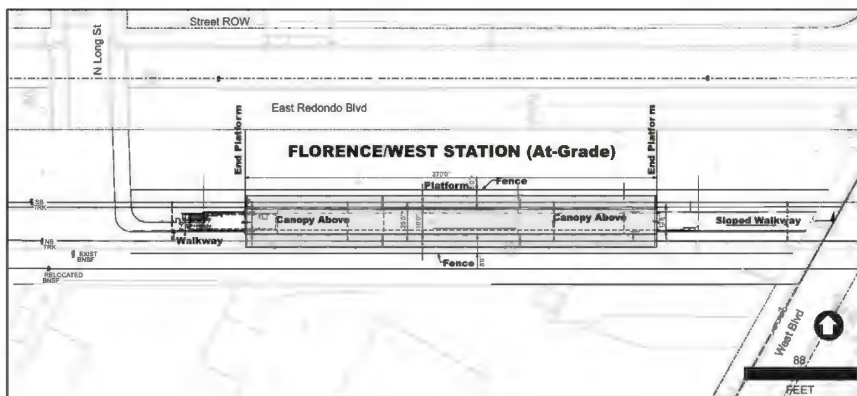 Street ROW
N Long St
East Redondo Blvd
End Platform
End Platform
FLORENCE/WEST STATION (At-Grade)
270'0"
Platform
Fence
SB
TRK
Canopy Above
Canopy Above
Sloped Walkway
Walkway
NB
TRK
EXIST
BNSF
Fence
RELOCATED
BNSF
West Blvd
88
FEET